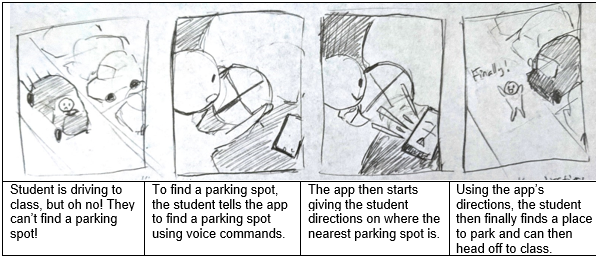 Finally!
Student is driving to
class, but oh no! They
can't find a parking
spot!
To find a parking spot,
the student tells the app
to find a parking spot
using voice commands.
The app then starts
giving the student
directions on where the
nearest parking spot is.
Using the app's
directions, the student
then finally finds a place
to park and can then
head off to class.